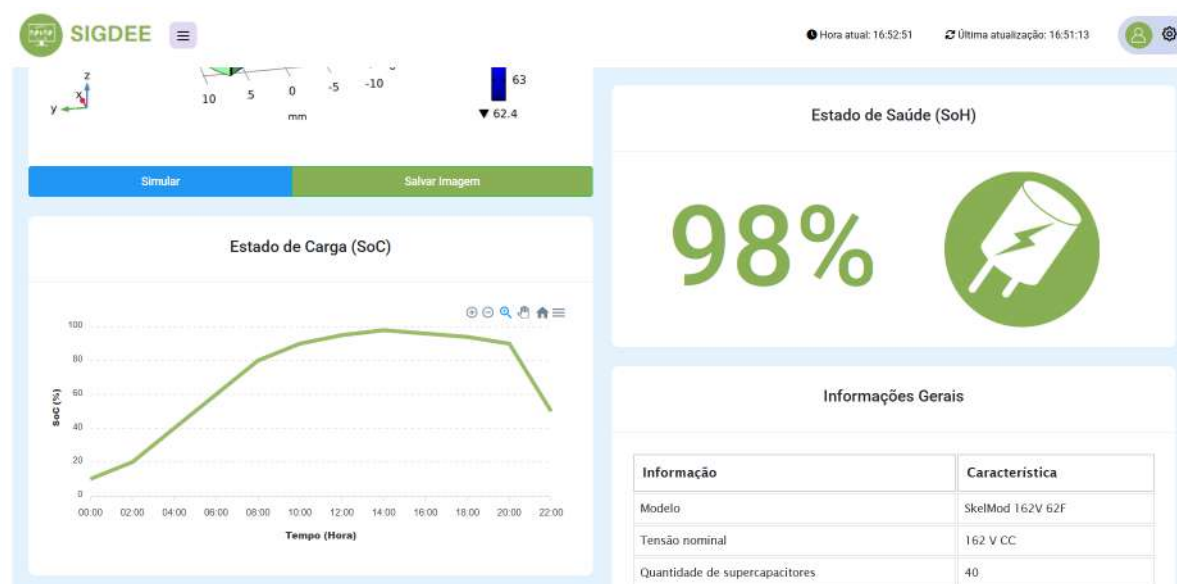 SIGDEE
Hora atual: 16:52:51
Última atualização: 16:51:13
z
x
y
10 5 0 -5 -10
mm
63
▼ 62.4
Simular
Salvar Imagem
Estado de Carga (SoC)
100
80
60
40
20
0
SoC (%)
00:00 02:00 04:00 06:00 08:00 10:00 12:00 14:00 16:00 18:00 20:00 22:00
Tempo (Hora)
Estado de Saúde (SoH)
98%
Informações Gerais
Informação Característica
Modelo SkelMod 162V 62F
Tensão nominal 162 V CC
Quantidade de supercapacitores 40